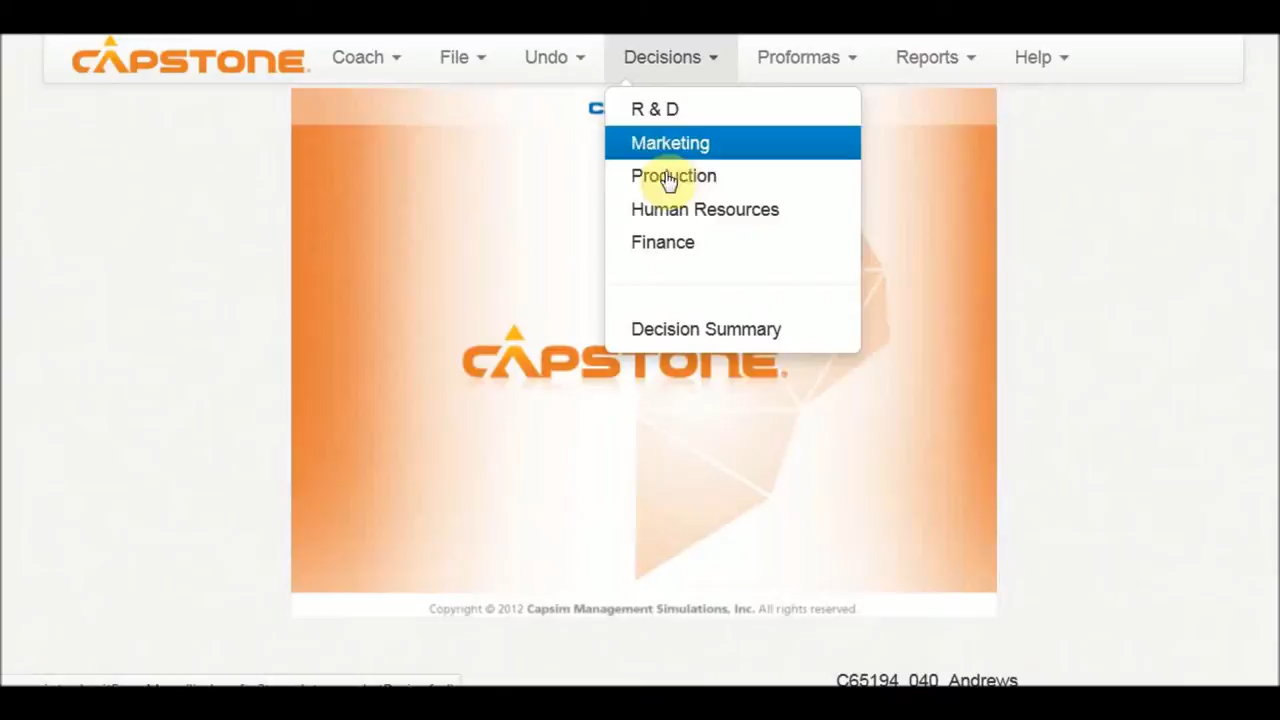 CAPSTONE. Coach File Undo Decisions Proformas Reports Help
R & D
Marketing
Production
Human Resources
Finance
Decision Summary
CAPSTONE.
Copyright © 2012 Capsim Management Simulations, Inc. All rights reserved.
C65194_040_Andrews